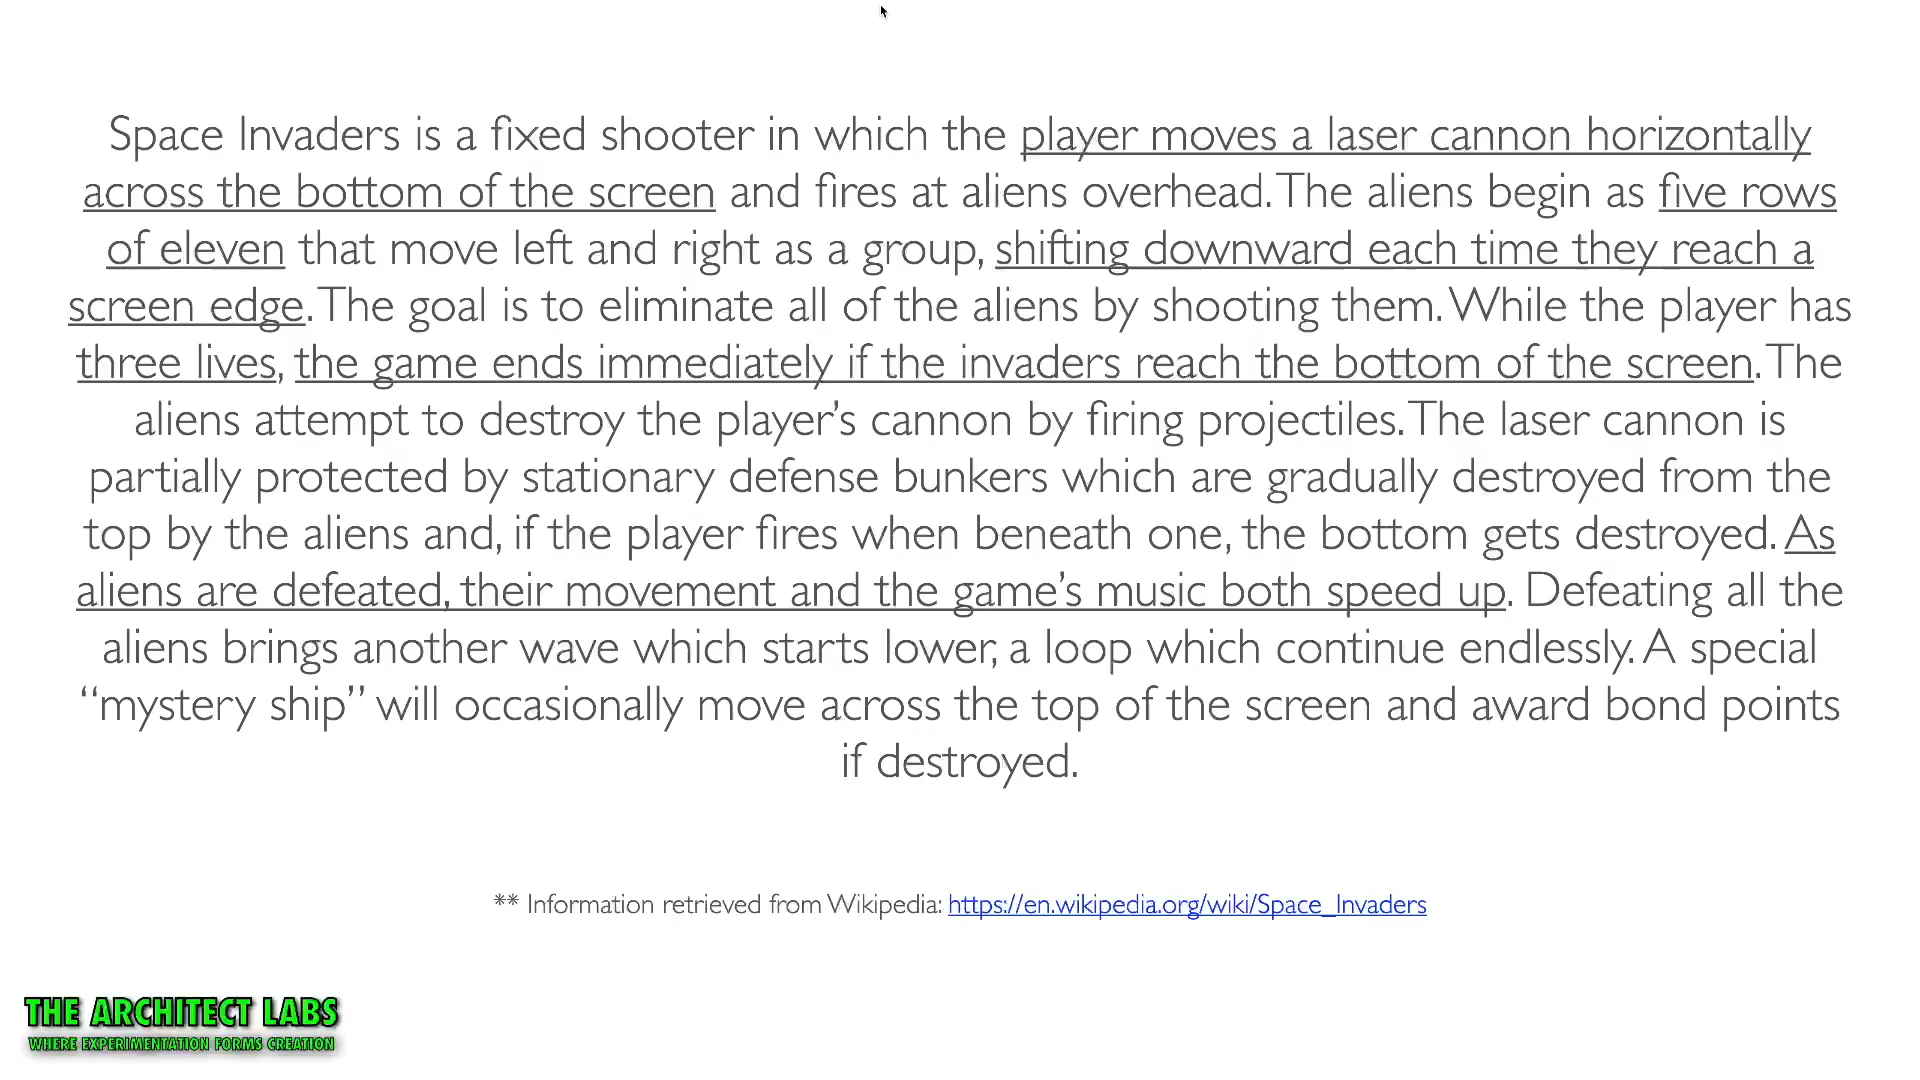 Space Invaders is a fixed shooter in which the player moves a laser cannon horizontally
across the bottom of the screen and fires at aliens overhead. The aliens begin as five rows
of eleven that move left and right as a group, shifting downward each time they reach a
screen edge. The goal is to eliminate all of the aliens by shooting them. While the player has
three lives, the game ends immediately if the invaders reach the bottom of the screen. The
aliens attempt to destroy the player’s cannon by firing projectiles. The laser cannon is
partially protected by stationary defense bunkers which are gradually destroyed from the
top by the aliens and, if the player fires when beneath one, the bottom gets destroyed. As
aliens are defeated, their movement and the game’s music both speed up. Defeating all the
aliens brings another wave which starts lower, a loop which continue endlessly. A special
“mystery ship” will occasionally move across the top of the screen and award bond points
if destroyed.
** Information retrieved from Wikipedia: https://en.wikipedia.org/wiki/Space_Invaders
THE ARCHITECT LABS
WHERE EXPERIMENTATION FORMS CREATION